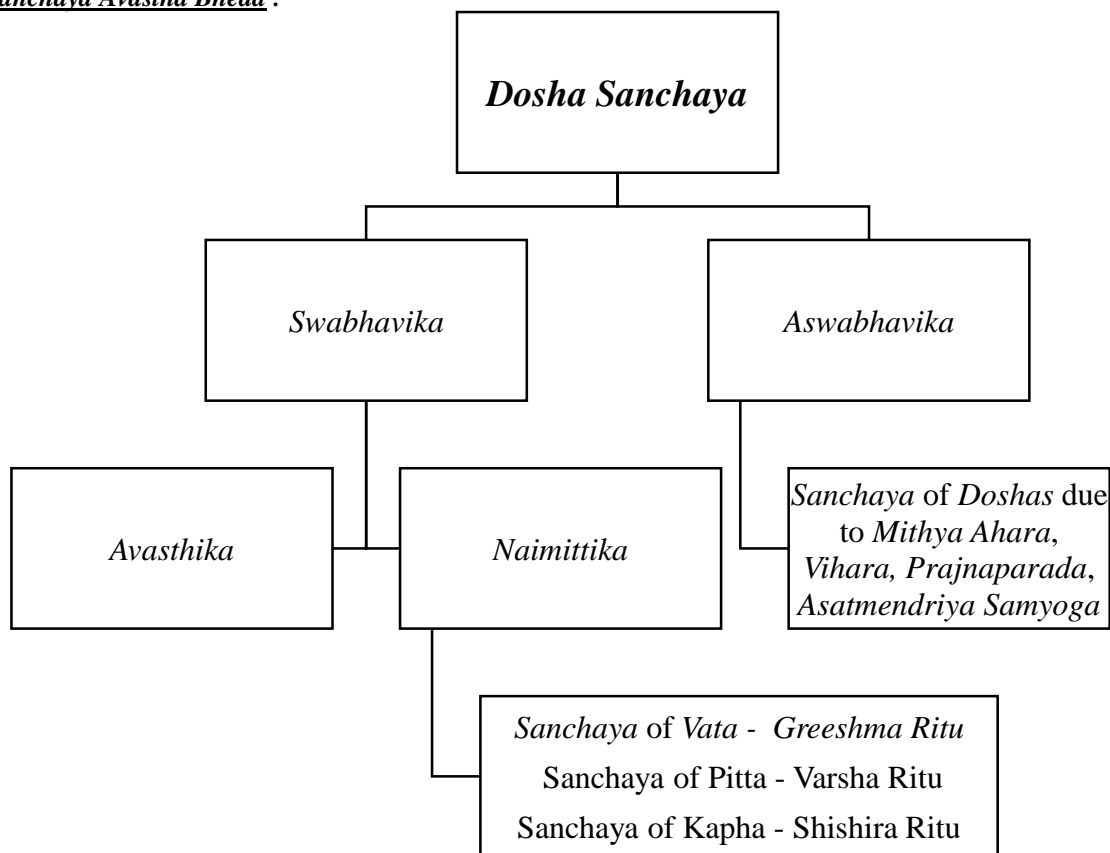 Sanchaya Avastha Bheda :
Dosha Sanchaya
Swabhavika
Aswabhavika
Avasthika
Naimittika
Sanchaya of Doshas due
to Mithya Ahara,
Vihara, Prajnaparada,
Asatmendriya Samyoga
Sanchaya of Vata - Greeshma Ritu
Sanchaya of Pitta - Varsha Ritu
Sanchaya of Kapha - Shishira Ritu